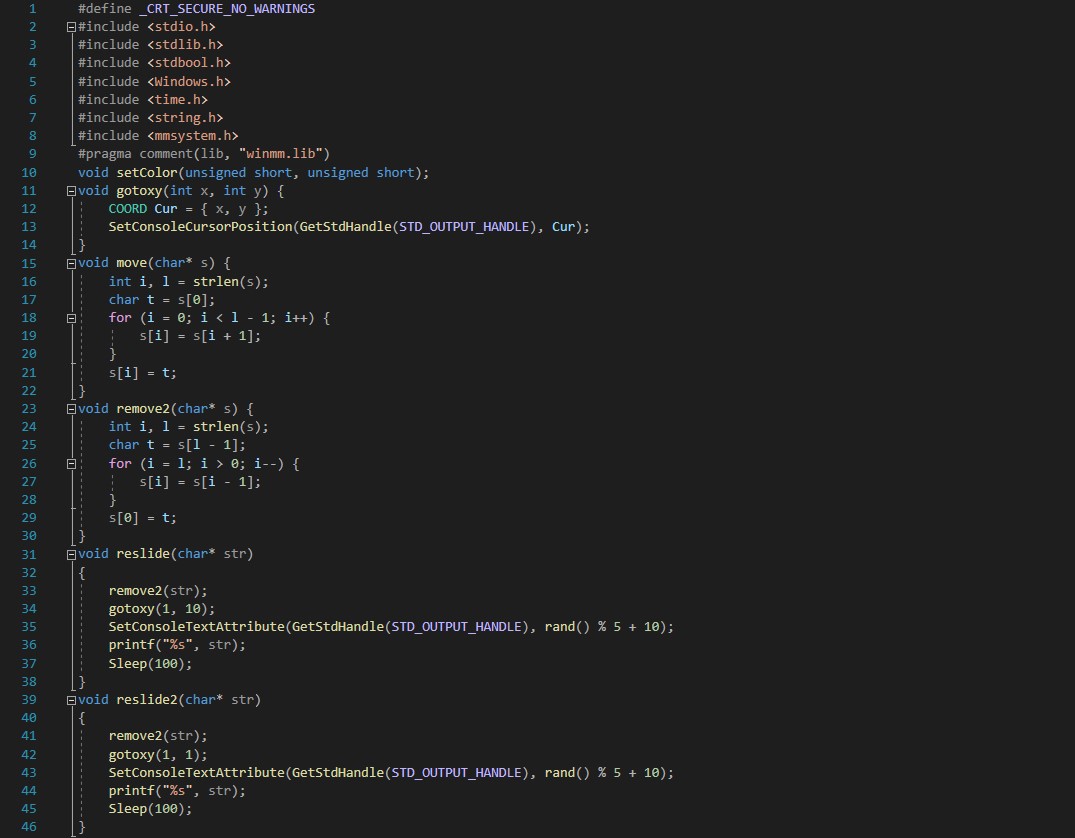 1 #define _CRT_SECURE_NO_WARNINGS
2 #include <stdio.h>
3 #include <stdlib.h>
4 #include <stdbool.h>
5 #include <Windows.h>
6 #include <time.h>
7 #include <string.h>
8 #include <mmsystem.h>
9 #pragma comment(lib, "winmm.lib")
10 void setColor(unsigned short, unsigned short);
11 void gotoxy(int x, int y) {
12     COORD Cur = { x, y };
13     SetConsoleCursorPosition(GetStdHandle(STD_OUTPUT_HANDLE), Cur);
14 }
15 void move(char* s) {
16     int i, l = strlen(s);
17     char t = s[0];
18     for (i = 0; i < l - 1; i++) {
19         s[i] = s[i + 1];
20     }
21     s[i] = t;
22 }
23 void remove2(char* s) {
24     int i, l = strlen(s);
25     char t = s[l - 1];
26     for (i = l; i > 0; i--) {
27         s[i] = s[i - 1];
28     }
29     s[0] = t;
30 }
31 void reslide(char* str)
32 {
33     remove2(str);
34     gotoxy(1, 10);
35     SetConsoleTextAttribute(GetStdHandle(STD_OUTPUT_HANDLE), rand() % 5 + 10);
36     printf("%s", str);
37     Sleep(100);
38 }
39 void reslide2(char* str)
40 {
41     remove2(str);
42     gotoxy(1, 1);
43     SetConsoleTextAttribute(GetStdHandle(STD_OUTPUT_HANDLE), rand() % 5 + 10);
44     printf("%s", str);
45     Sleep(100);
46 }